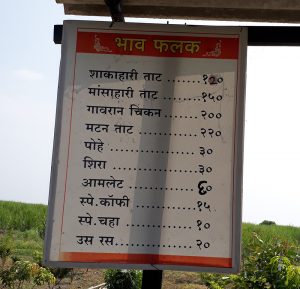 भाव फलक
शाकाहारी ताट ........ १२०
मांसाहारी ताट ........ १५०
गावरान चिकन ....... २००
मटन ताट ............. २२०
पोहे .................... ३०
शिरा .................... ३०
आमलेट ................ ६०
स्पे.कॉफी .............. १५
स्पे.चहा ................ १०
उस रस ................. २०